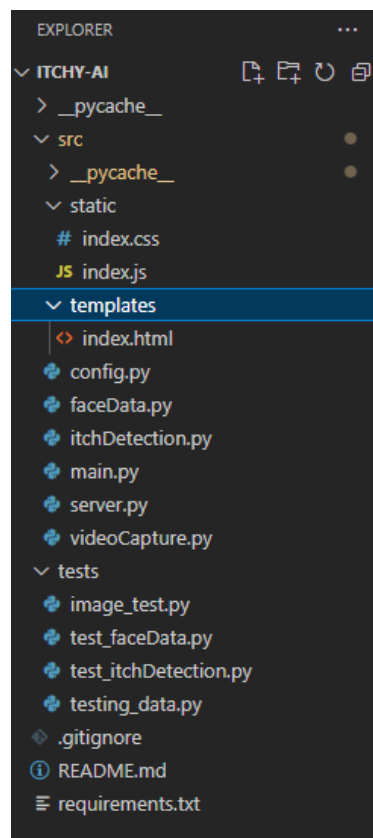 EXPLORER
ITCHY-AI
__pycache__
src
__pycache__
static
# index.css
JS index.js
templates
<> index.html
config.py
faceData.py
itchDetection.py
main.py
server.py
videoCapture.py
tests
image_test.py
test_faceData.py
test_itchDetection.py
testing_data.py
.gitignore
README.md
requirements.txt